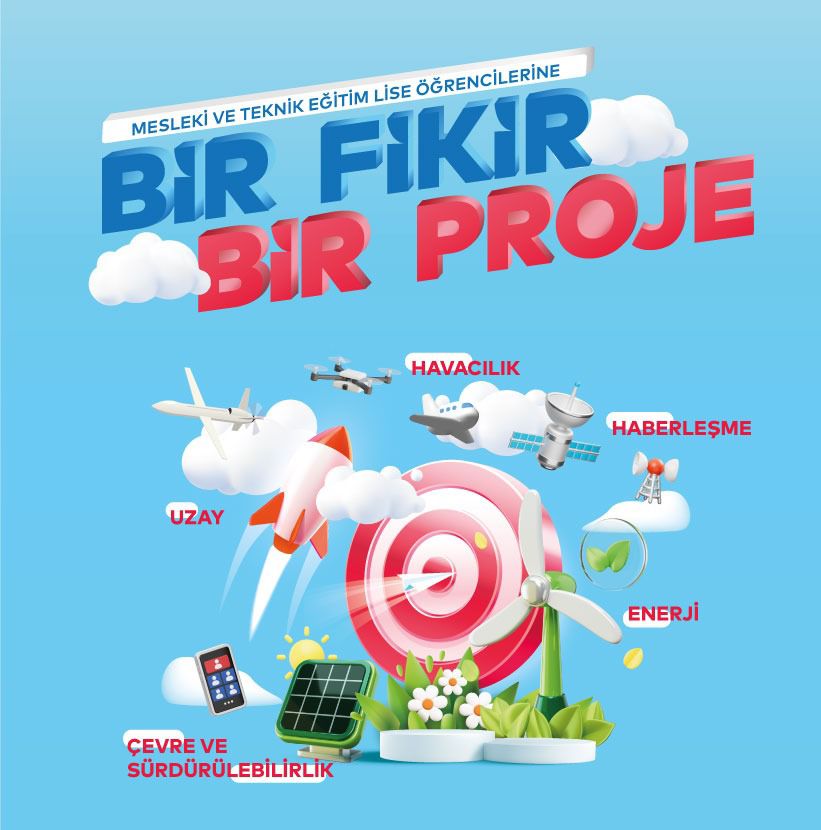 MESLEKİ VE TEKNİK EĞİTİM LİSE ÖĞRENCİLERİNE
BİR FİKİR
BİR PROJE
HAVACILIK
HABERLEŞME
UZAY
ENERJİ
ÇEVRE VE
SÜRDÜRÜLEBİLİRLİK